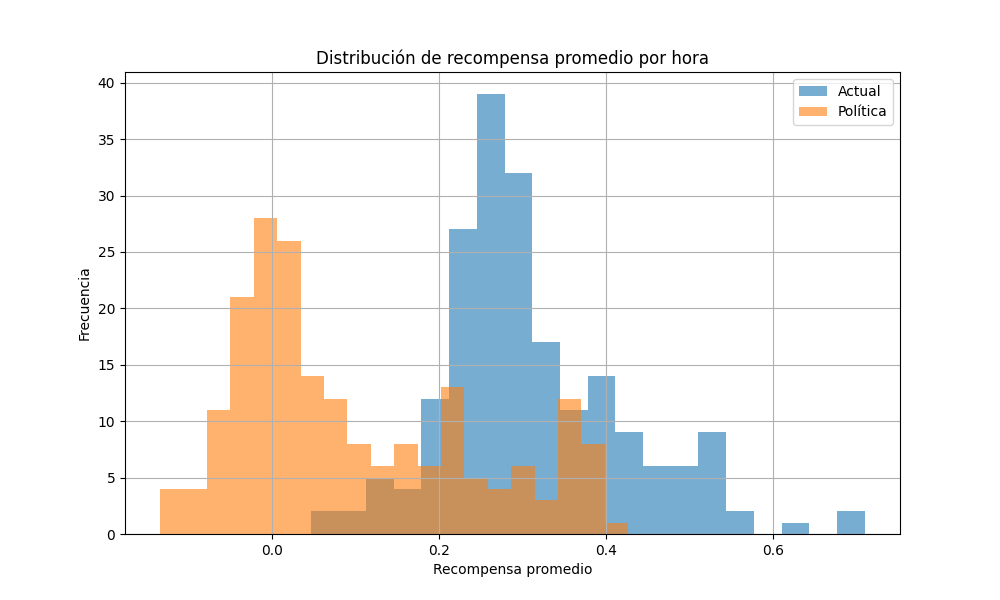 Distribución de recompensa promedio por hora
Actual
Política
40
35
30
25
20
15
10
5
0
Frecuencia
0.0 0.2 0.4 0.6
Recompensa promedio